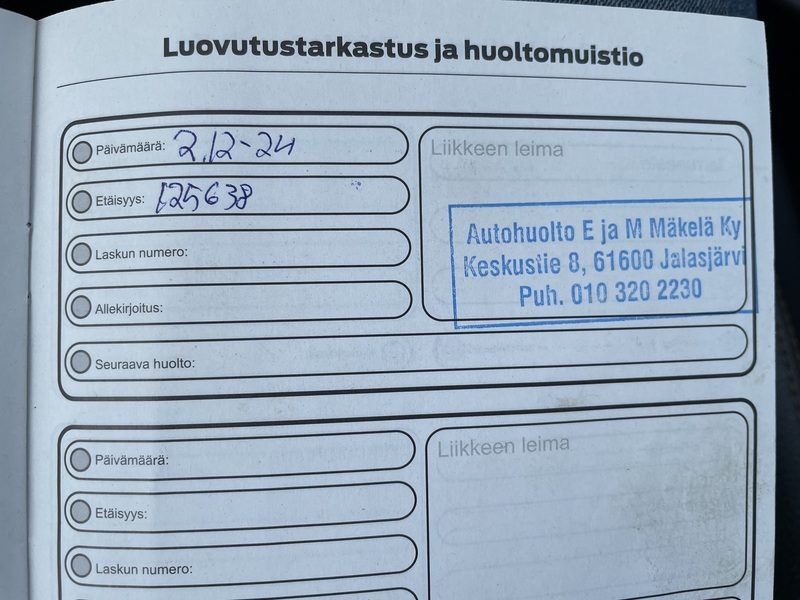 Luovutustarkastus ja huoltomuistio
Päivämäärä: 2.12-24
Etäisyys: 125638
Laskun numero:
Allekirjoitus:
Seuraava huolto:
Liikkeen leima
Autohuolto E ja M Mäkelä Ky
Keskustie 8, 61600 Jalasjärvi
Puh. 010 320 2230
Päivämäärä:
Etäisyys:
Laskun numero:
Liikkeen leima